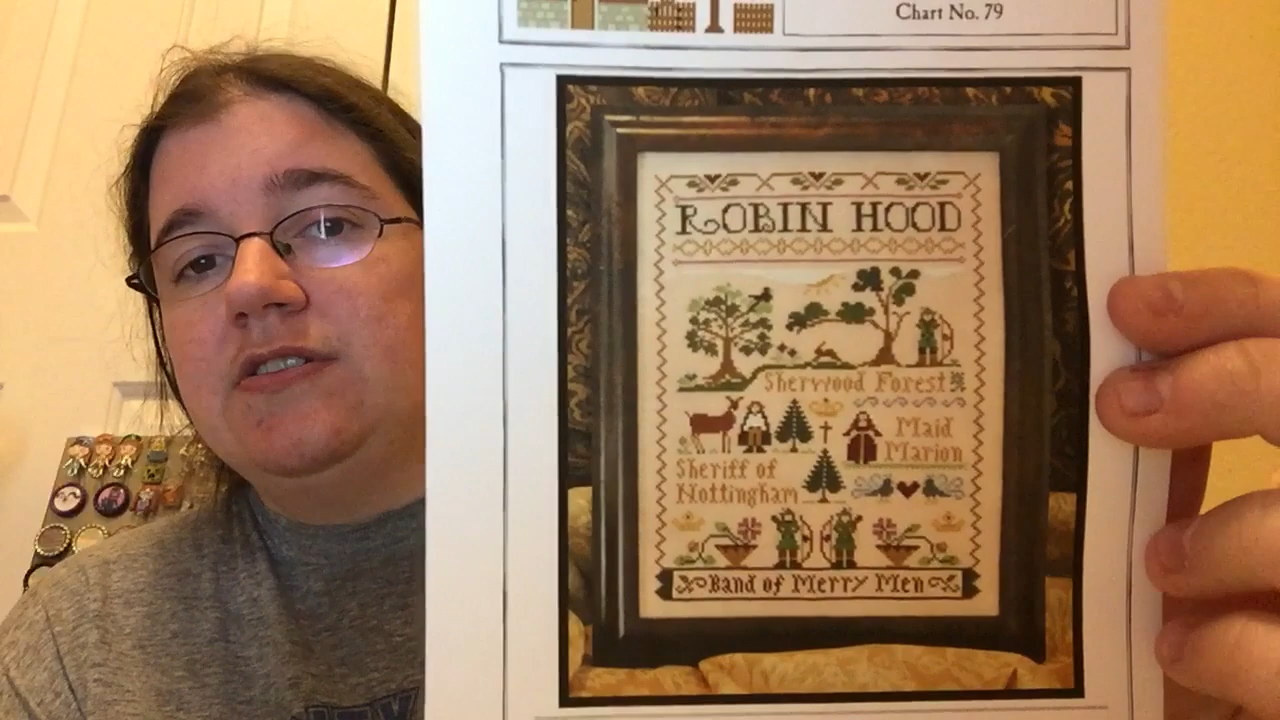 Chart No. 79
ROBIN HOOD
Sherwood Forest
Maid
Marion
Sheriff of
Nottingham
Band of Merry Men